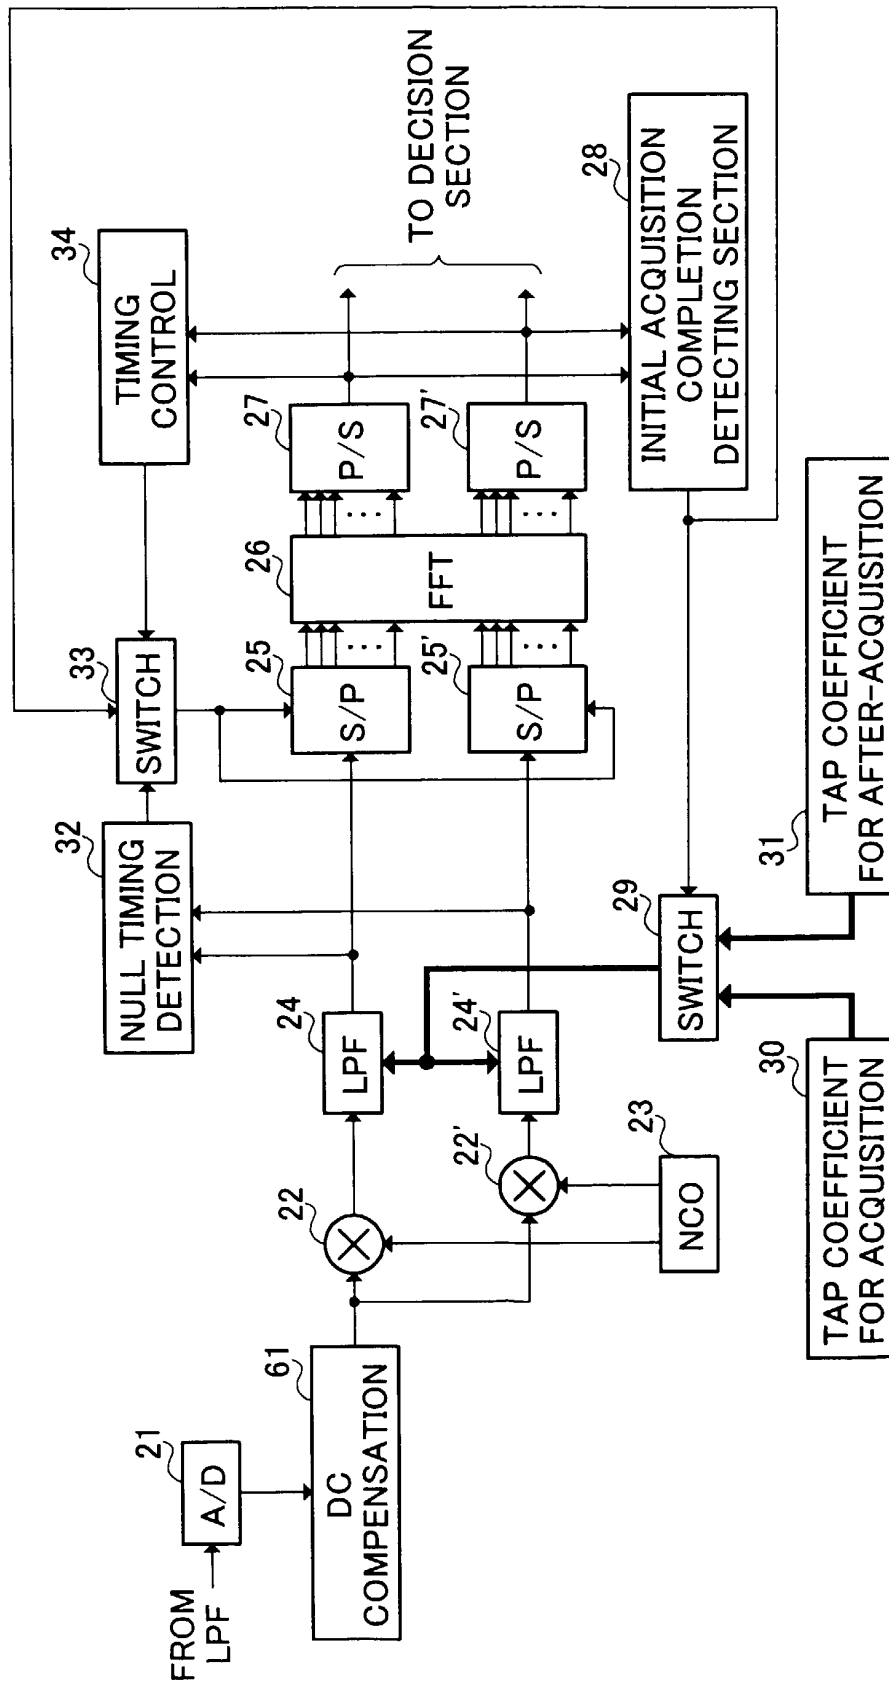 FROM
LPF
21
A/D
61
DC
COMPENSATION
22
22'
23
NCO
24
LPF
24'
LPF
32
NULL TIMING
DETECTION
33
SWITCH
34
TIMING
CONTROL
25
S/P
25'
S/P
26
FFT
27
P/S
27'
P/S
...
...
...
...
TO DECISION
SECTION
28
INITIAL ACQUISITION
COMPLETION
DETECTING SECTION
29
SWITCH
30
TAP COEFFICIENT
FOR ACQUISITION
31
TAP COEFFICIENT
FOR AFTER-ACQUISITION